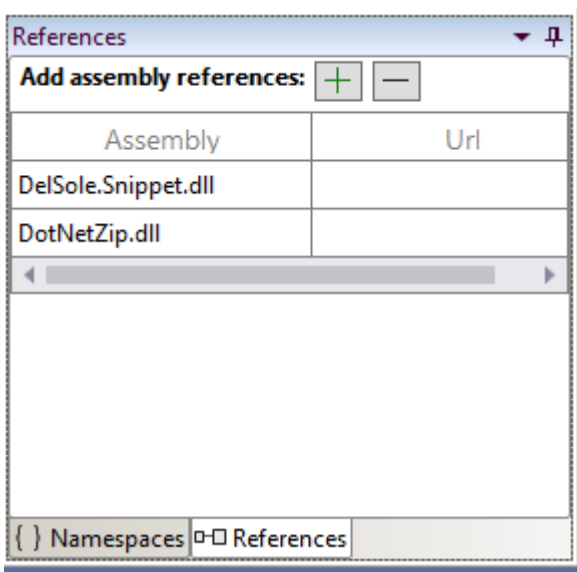 References
Add assembly references:
Assembly Url
DelSole.Snippet.dll
DotNetZip.dll
{ } Namespaces References